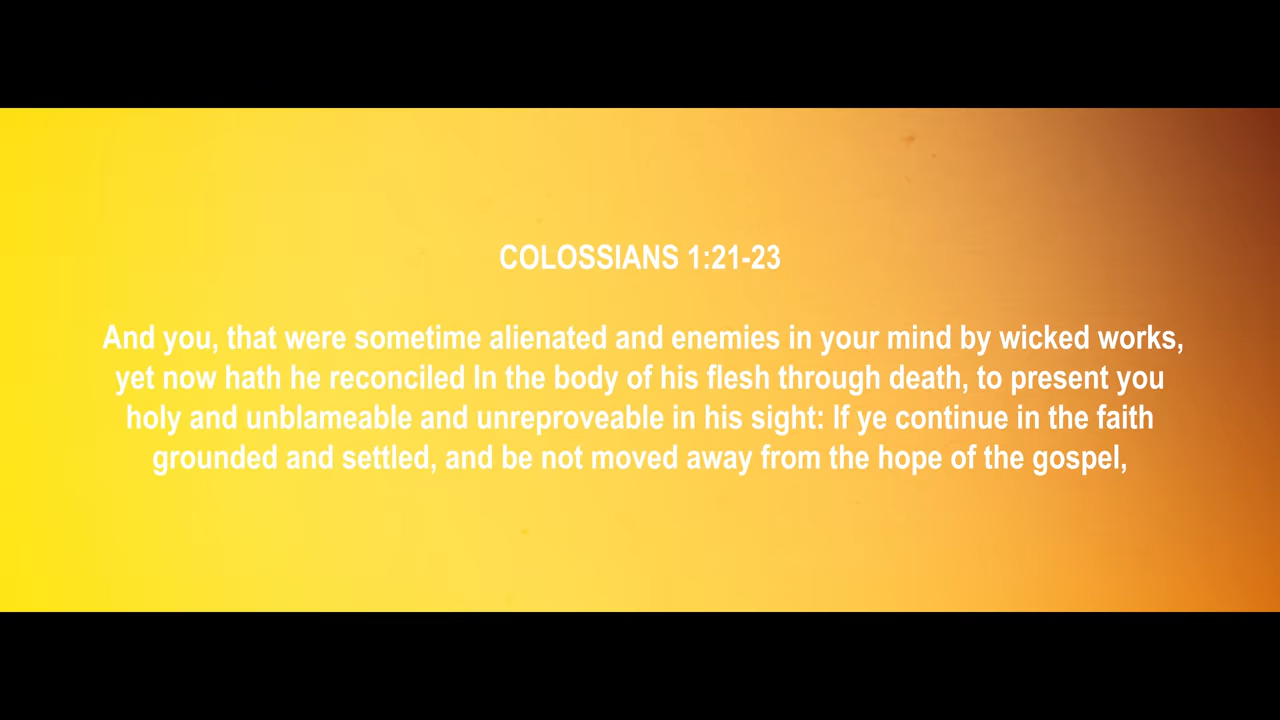 COLOSSIANS 1:21-23
And you, that were sometime alienated and enemies in your mind by wicked works,
yet now hath he reconciled In the body of his flesh through death, to present you
holy and unblameable and unreproveable in his sight: If ye continue in the faith
grounded and settled, and be not moved away from the hope of the gospel,